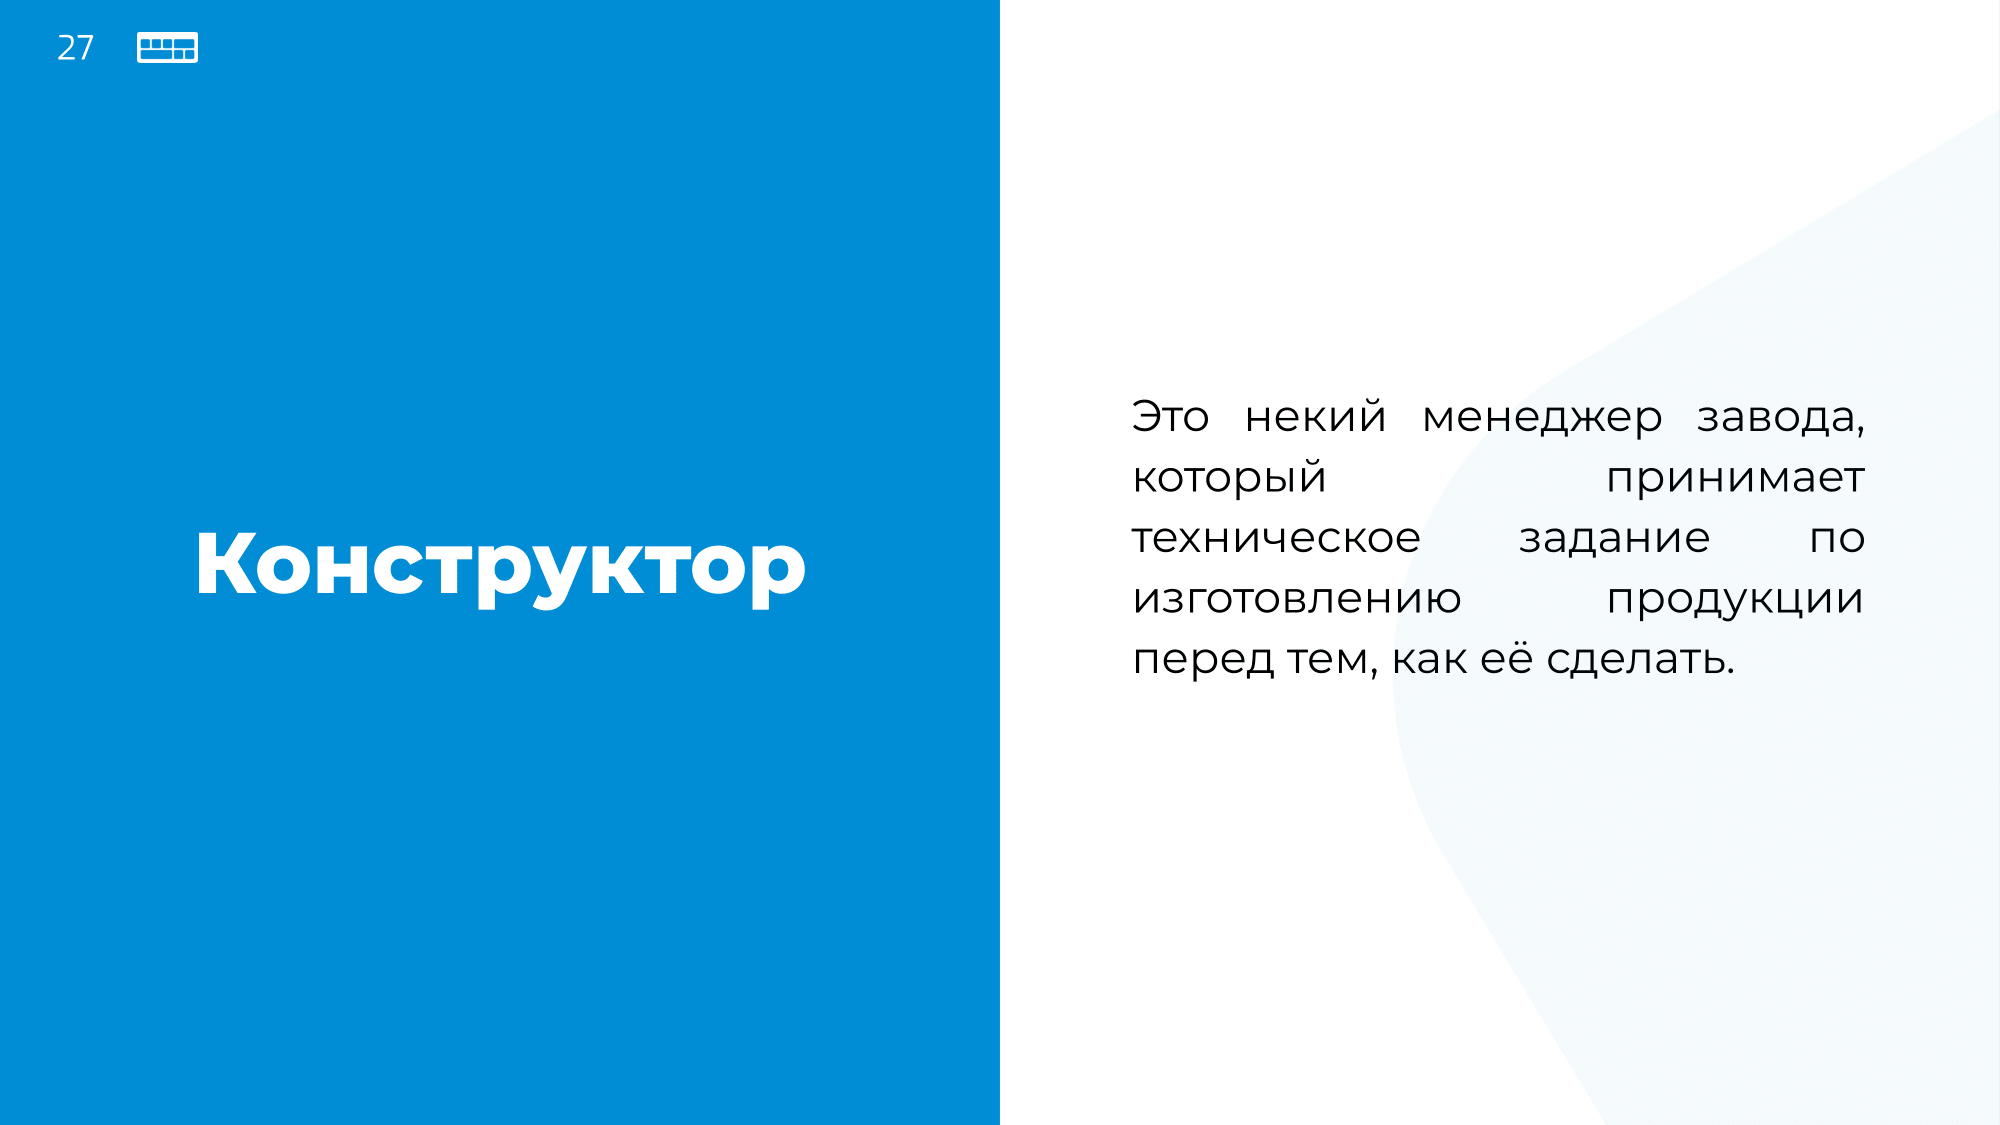 27
Конструктор
Это некий менеджер завода,
который принимает
техническое задание по
изготовлению продукции
перед тем, как её сделать.